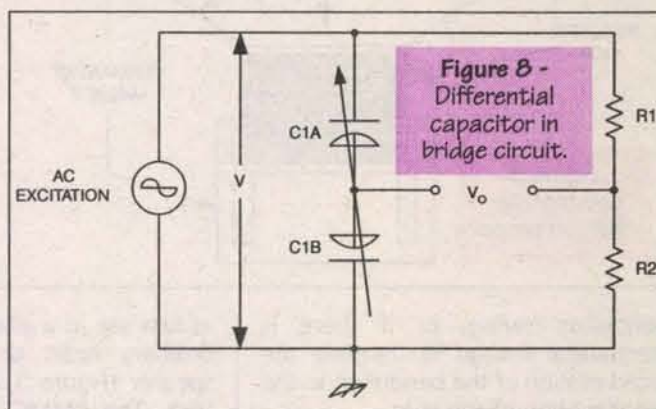 Figure 8 -
Differential
capacitor in
bridge circuit.
C1A
R1
AC
EXCITATION
V
Vo
C1B
R2